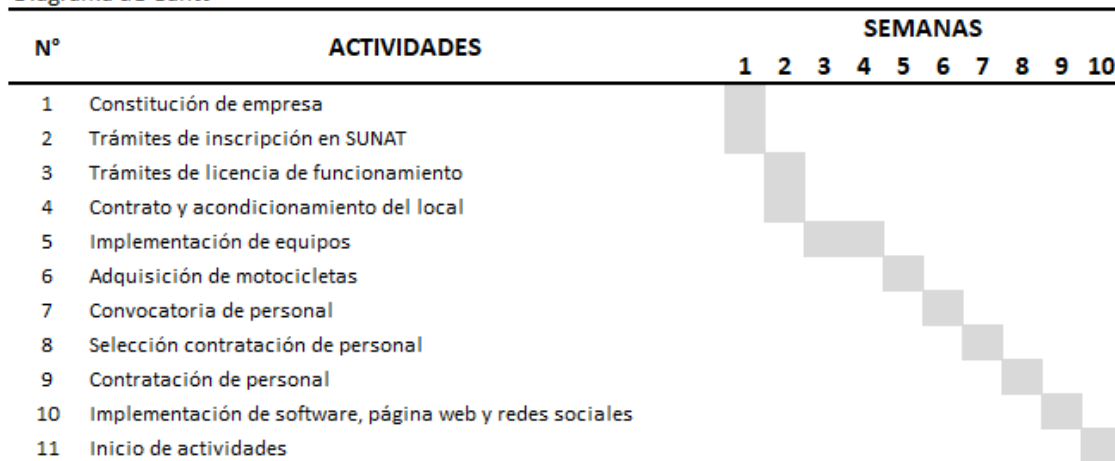 SEMANAS
N° ACTIVIDADES
1 2 3 4 5 6 7 8 9 10
1 Constitución de empresa
2 Trámites de inscripción en SUNAT
3 Trámites de licencia de funcionamiento
4 Contrato y acondicionamiento del local
5 Implementación de equipos
6 Adquisición de motocicletas
7 Convocatoria de personal
8 Selección contratación de personal
9 Contratación de personal
10 Implementación de software, página web y redes sociales
11 Inicio de actividades